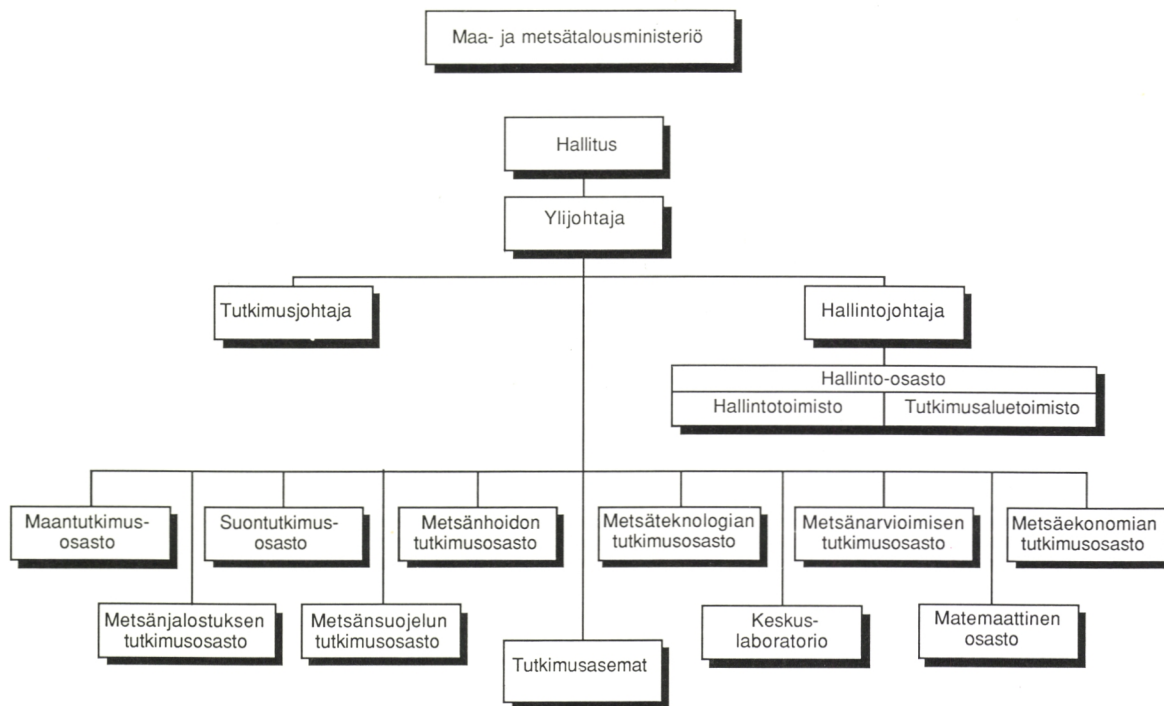 Maa- ja metsätalousministeriö
Hallitus
Ylijohtaja
Tutkimusjohtaja
Hallintojohtaja
Hallinto-osasto
Hallintotoimisto
Tutkimusaluetoimisto
Maantutkimus-
osasto
Suontutkimus-
osasto
Metsänhoidon
tutkimusosasto
Metsäteknologian
tutkimusosasto
Metsänarvioimisen
tutkimusosasto
Metsäekonomian
tutkimusosasto
Metsänjalostuksen
tutkimusosasto
Metsänsuojelun
tutkimusosasto
Tutkimusasemat
Keskus-
laboratorio
Matemaattinen
osasto